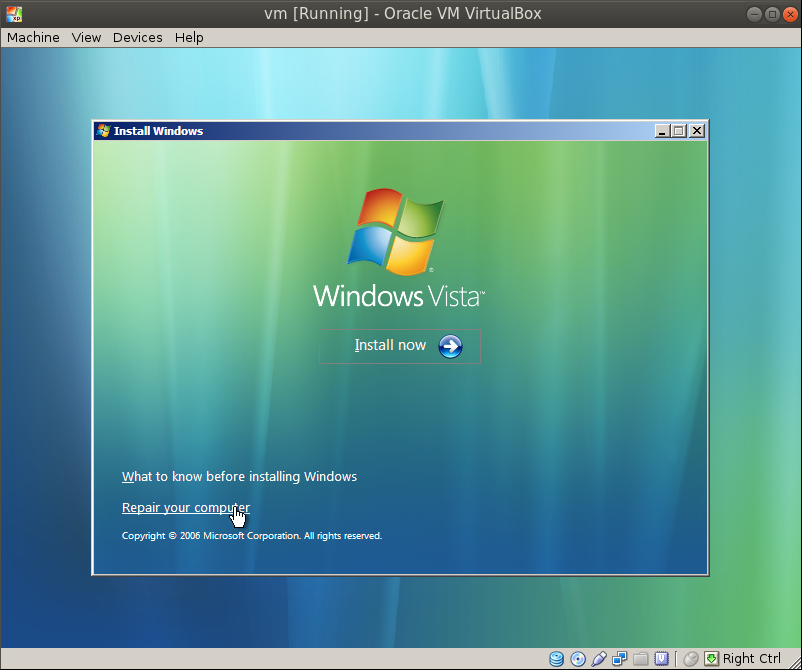 vm [Running] - Oracle VM VirtualBox
Machine View Devices Help
Install Windows
Windows Vista™
Install now
What to know before installing Windows
Repair your computer
Copyright © 2006 Microsoft Corporation. All rights reserved.
Right Ctrl